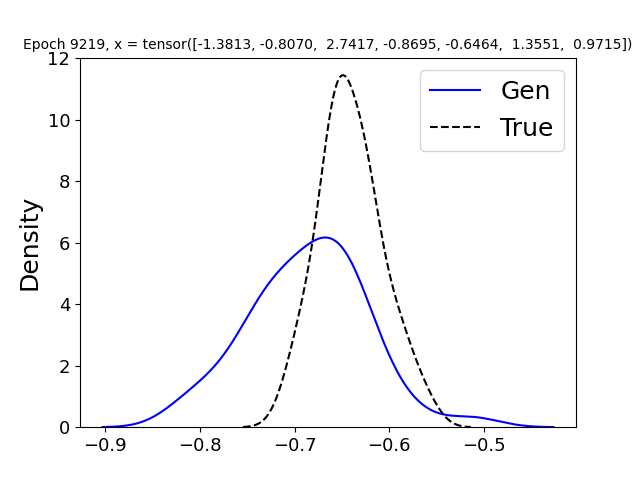 Epoch 9219, x = tensor([-1.3813, -0.8070,  2.7417, -0.8695, -0.6464,  1.3551,  0.9715])
12
10
8
6
4
2
0
Density
Gen
True
−0.9 −0.8 −0.7 −0.6 −0.5